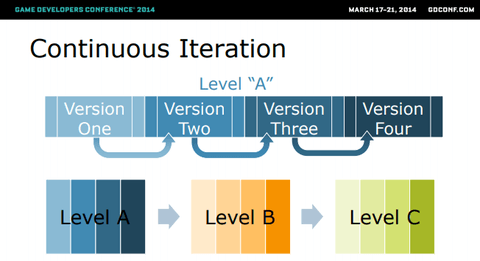 GAME DEVELOPERS CONFERENCE® 2014
MARCH 17-21, 2014 GDCONF.COM
Continuous Iteration
Level “A”
Version One
Version Two
Version Three
Version Four
Level A
Level B
Level C